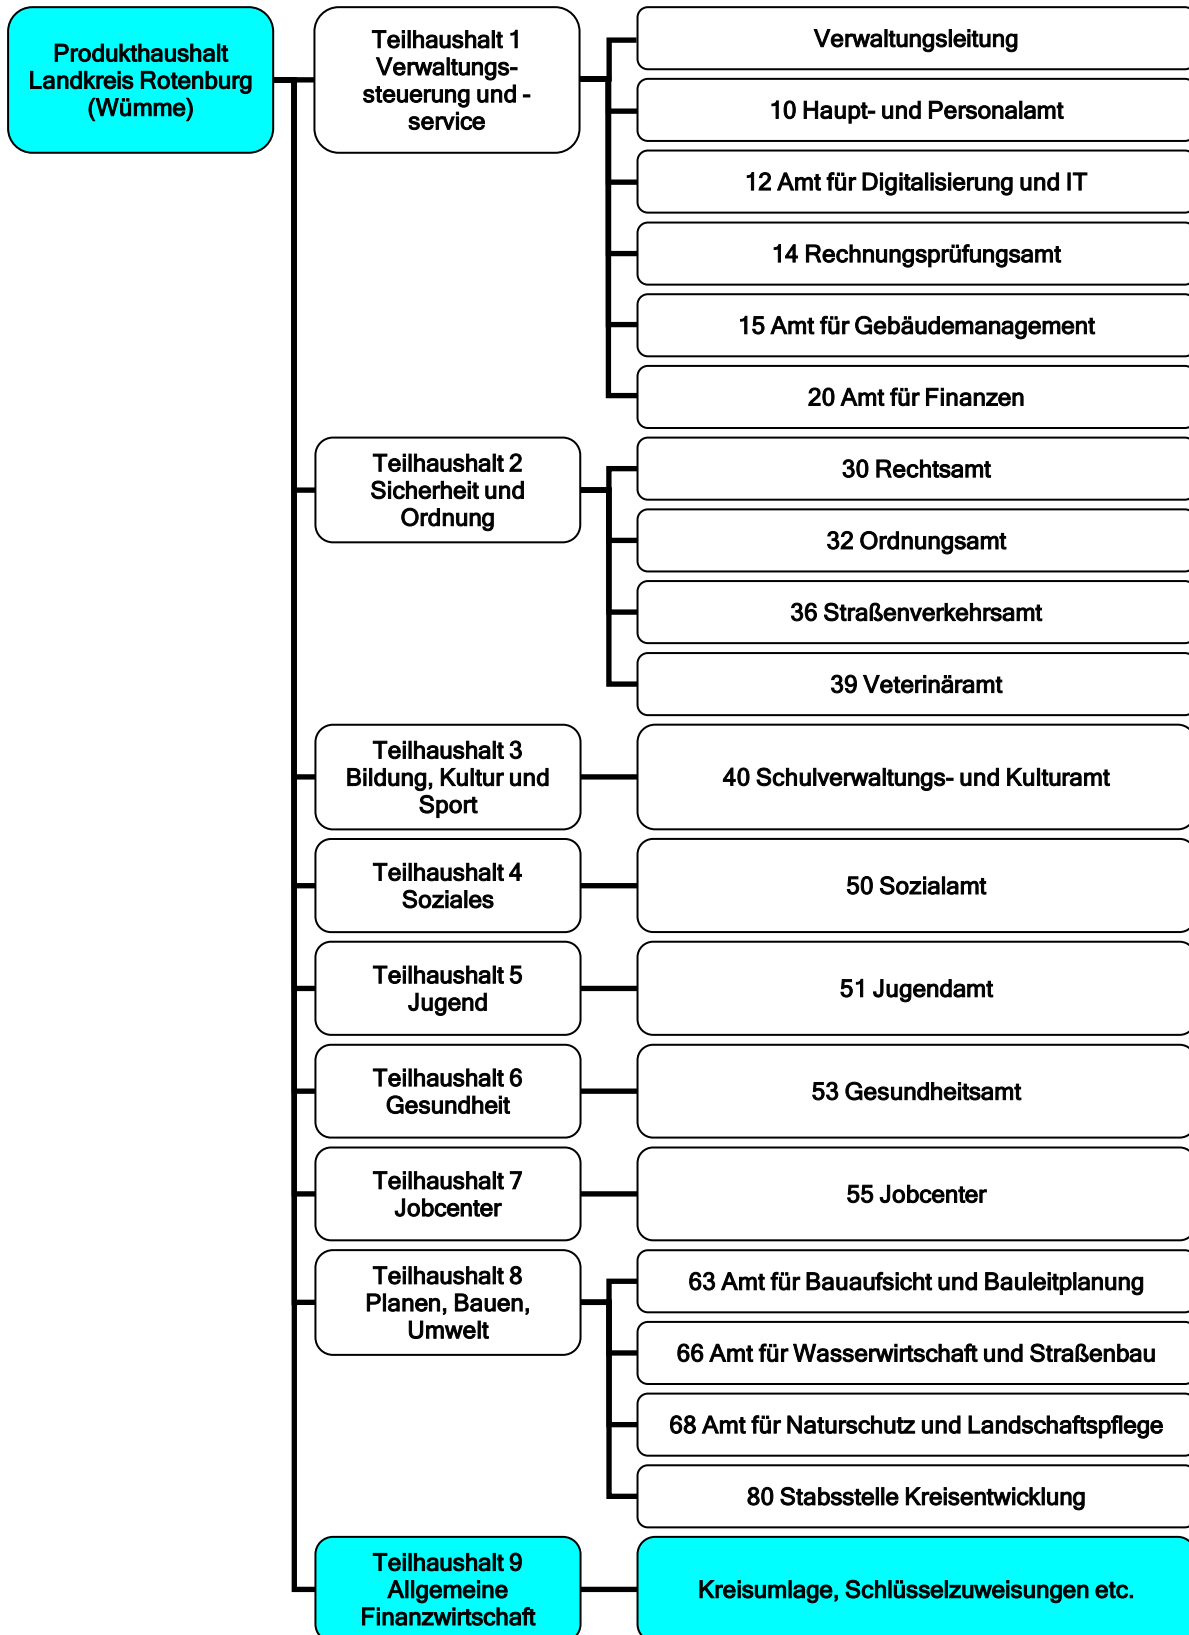 Produkthaushalt
Landkreis Rotenburg
(Wümme)
Teilhaushalt 1
Verwaltungs-
steuerung und -
service
Verwaltungsleitung
10 Haupt- und Personalamt
12 Amt für Digitalisierung und IT
14 Rechnungsprüfungsamt
15 Amt für Gebäudemanagement
20 Amt für Finanzen
Teilhaushalt 2
Sicherheit und
Ordnung
30 Rechtsamt
32 Ordnungsamt
36 Straßenverkehrsamt
39 Veterinäramt
Teilhaushalt 3
Bildung, Kultur und
Sport
40 Schulverwaltungs- und Kulturamt
Teilhaushalt 4
Soziales
50 Sozialamt
Teilhaushalt 5
Jugend
51 Jugendamt
Teilhaushalt 6
Gesundheit
53 Gesundheitsamt
Teilhaushalt 7
Jobcenter
55 Jobcenter
Teilhaushalt 8
Planen, Bauen,
Umwelt
63 Amt für Bauaufsicht und Bauleitplanung
66 Amt für Wasserwirtschaft und Straßenbau
68 Amt für Naturschutz und Landschaftspflege
80 Stabsstelle Kreisentwicklung
Teilhaushalt 9
Allgemeine
Finanzwirtschaft
Kreisumlage, Schlüsselzuweisungen etc.